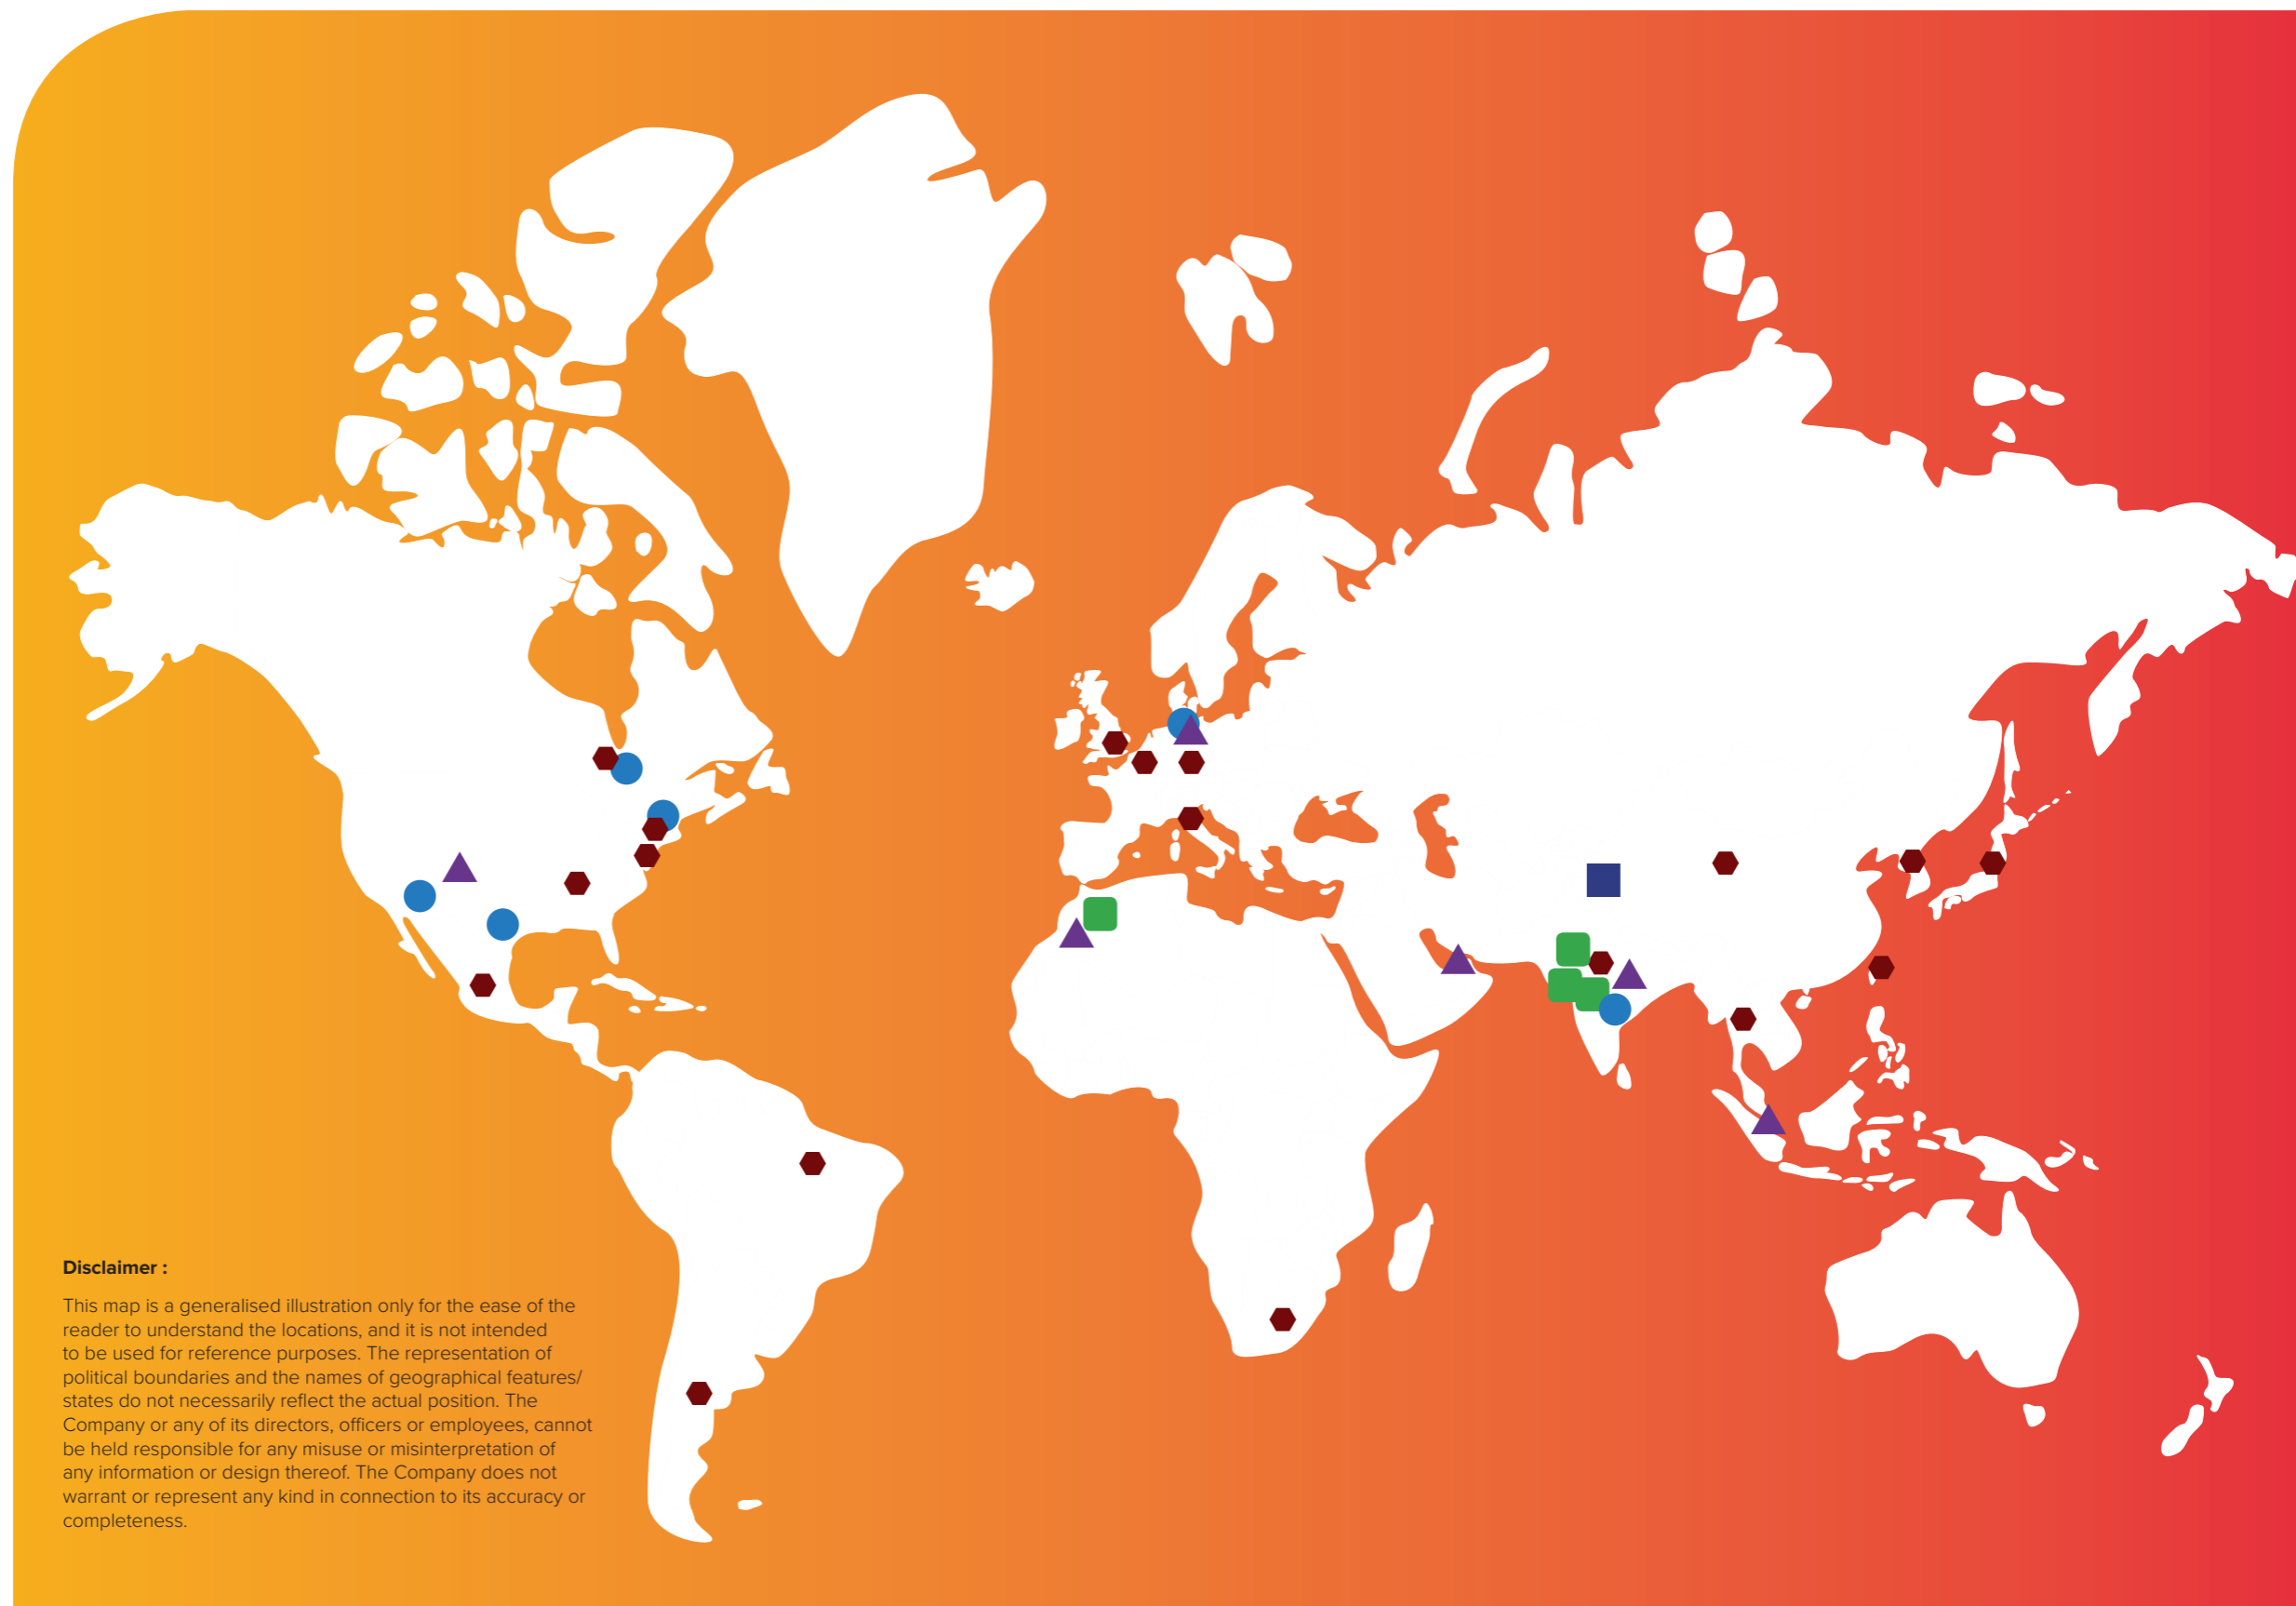 Disclaimer :
This map is a generalised illustration only for the ease of the
reader to understand the locations, and it is not intended
to be used for reference purposes. The representation of
political boundaries and the names of geographical features/
states do not necessarily reflect the actual position. The
Company or any of its directors, officers or employees, cannot
be held responsible for any misuse or misinterpretation of
any information or design thereof. The Company does not
warrant or represent any kind in connection to its accuracy or
completeness.